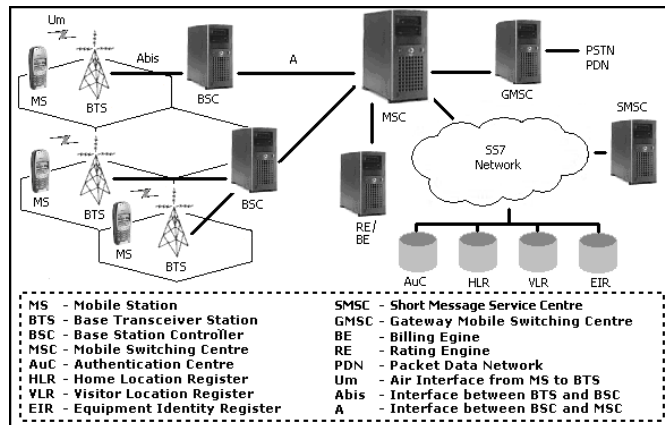 Um
MS
BTS
Abis
BSC
A
MSC
GMSC
PSTN
PDN
SMSC
SS7
Network
MS
BTS
BSC
MS
BTS
RE/
BE
AuC
HLR
VLR
EIR
MS - Mobile Station
BTS - Base Transceiver Station
BSC - Base Station Controller
MSC - Mobile Switching Centre
AuC - Authentication Centre
HLR - Home Location Register
VLR - Visitor Location Register
EIR - Equipment Identity Register
SMSC - Short Message Service Centre
GMSC - Gateway Mobile Switching Centre
BE - Billing Egine
RE - Rating Engine
PDN - Packet Data Network
Um - Air Interface from MS to BTS
Abis - Interface between BTS and BSC
A - Interface between BSC and MSC